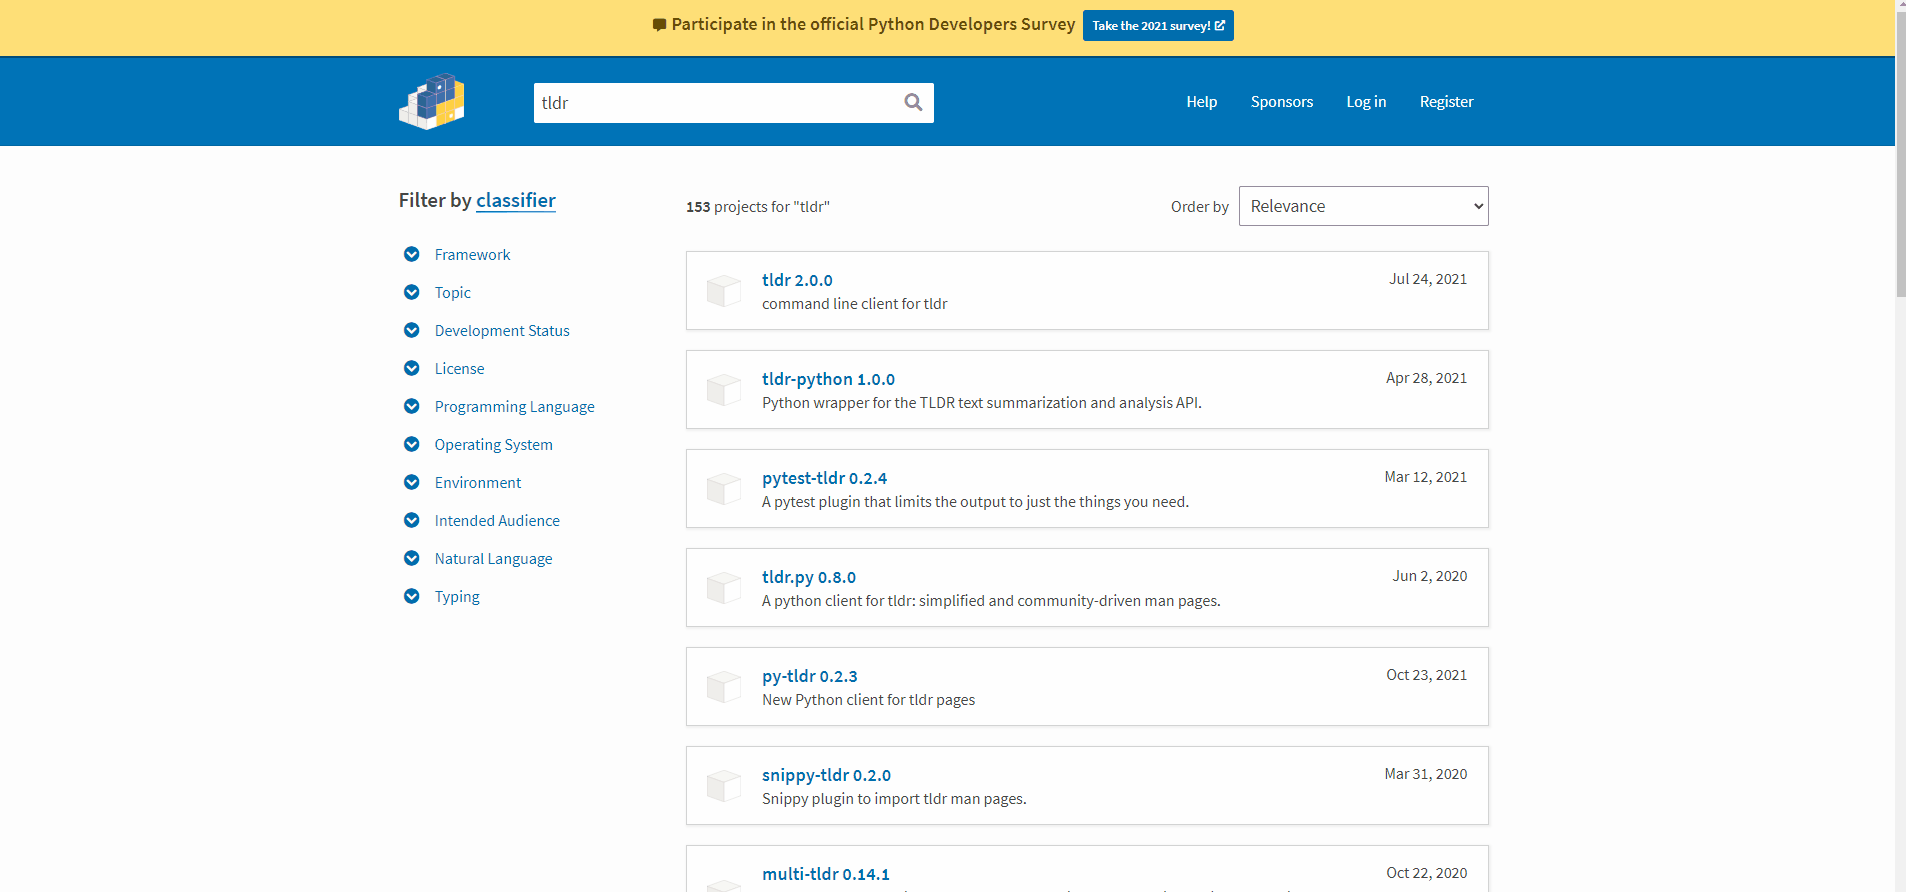 Participate in the official Python Developers Survey Take the 2021 survey!
tldr
Help Sponsors Log in Register
Filter by classifier
Framework
Topic
Development Status
License
Programming Language
Operating System
Environment
Intended Audience
Natural Language
Typing
153 projects for "tldr"
Order by Relevance
tldr 2.0.0 Jul 24, 2021
command line client for tldr
tldr-python 1.0.0 Apr 28, 2021
Python wrapper for the TLDR text summarization and analysis API.
pytest-tldr 0.2.4 Mar 12, 2021
A pytest plugin that limits the output to just the things you need.
tldr.py 0.8.0 Jun 2, 2020
A python client for tldr: simplified and community-driven man pages.
py-tldr 0.2.3 Oct 23, 2021
New Python client for tldr pages
snippy-tldr 0.2.0 Mar 31, 2020
Snippy plugin to import tldr man pages.
multi-tldr 0.14.1 Oct 22, 2020